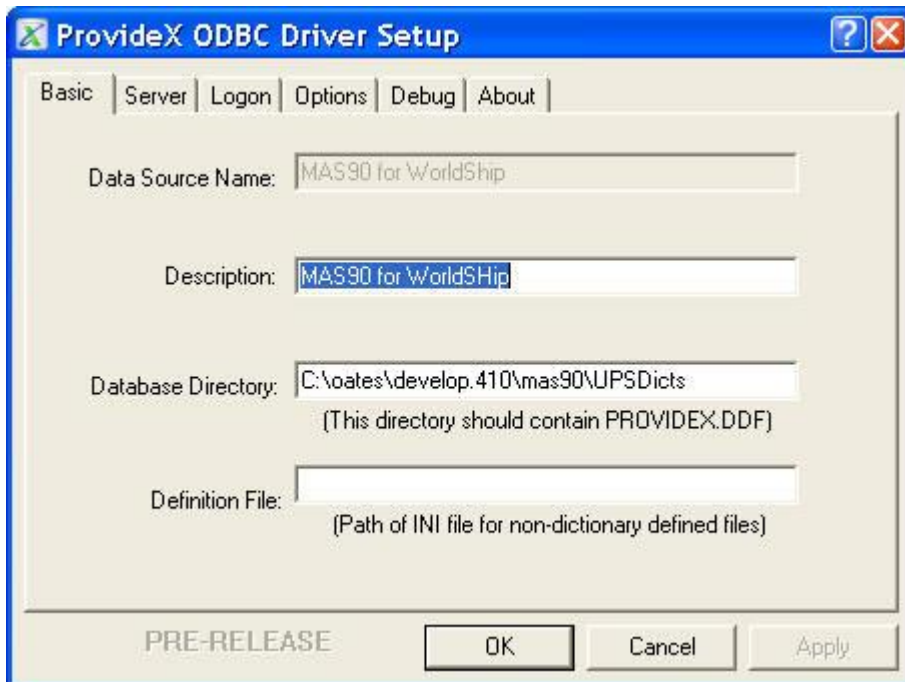 ProvideX ODBC Driver Setup
Basic Server Logon Options Debug About
Data Source Name: MAS90 for WorldShip
Description: MAS90 for WorldSHip
Database Directory: C:\oates\develop.410\mas90\UPSDicts
(This directory should contain PROVIDEX.DDF)
Definition File:
(Path of INI file for non-dictionary defined files)
PRE-RELEASE OK Cancel Apply